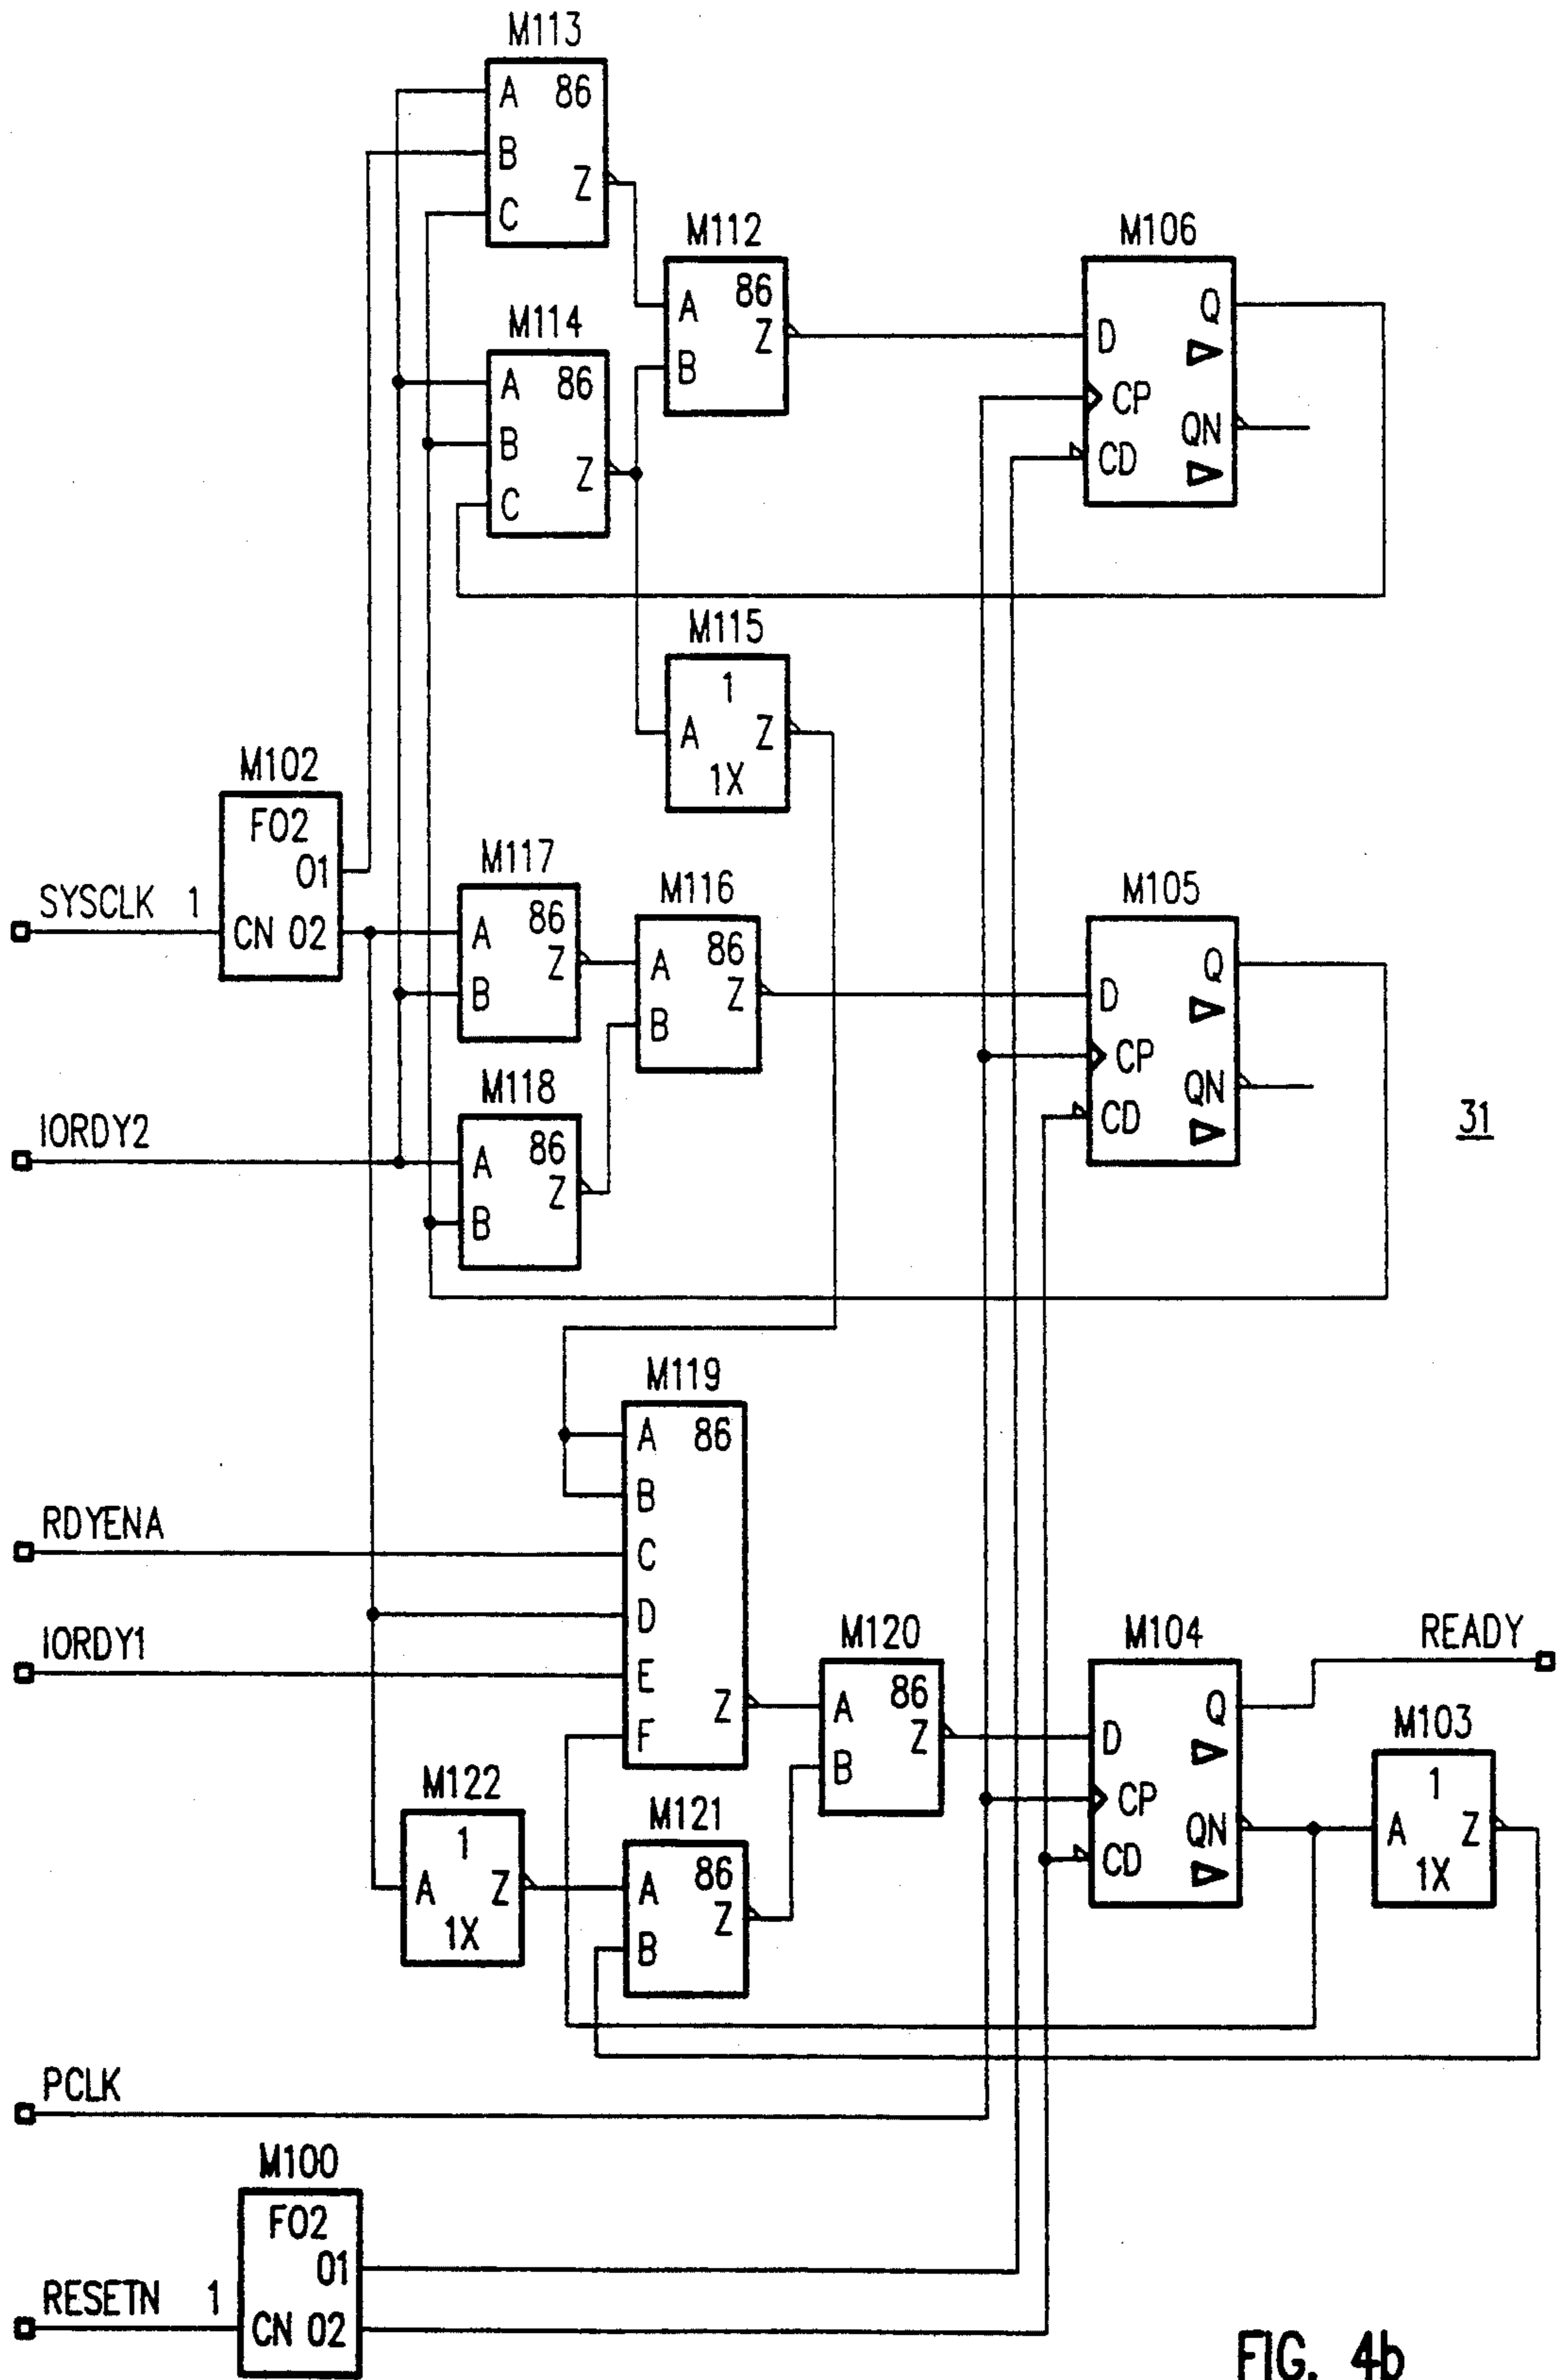 M113
A 86
B
Z
C
M112
A 86
Z
B
M106
Q
D
CP
QN
CD
M114
A 86
B
Z
C
M115
1
A Z
1X
M102
F02
01
CN 02
SYSCLK 1
M117
A 86
Z
B
M116
A 86
Z
B
M105
Q
D
CP
QN
CD
31
IORDY2
M118
A 86
Z
B
M119
A 86
B
C
D
E
Z
F
RDYENA
IORDY1
M120
A 86
Z
B
M104
Q
D
CP
QN
CD
READY
M103
1
A Z
1X
M122
1
A Z
1X
M121
A 86
Z
B
PCLK
M100
F02
01
CN 02
RESETN 1
FIG. 4b